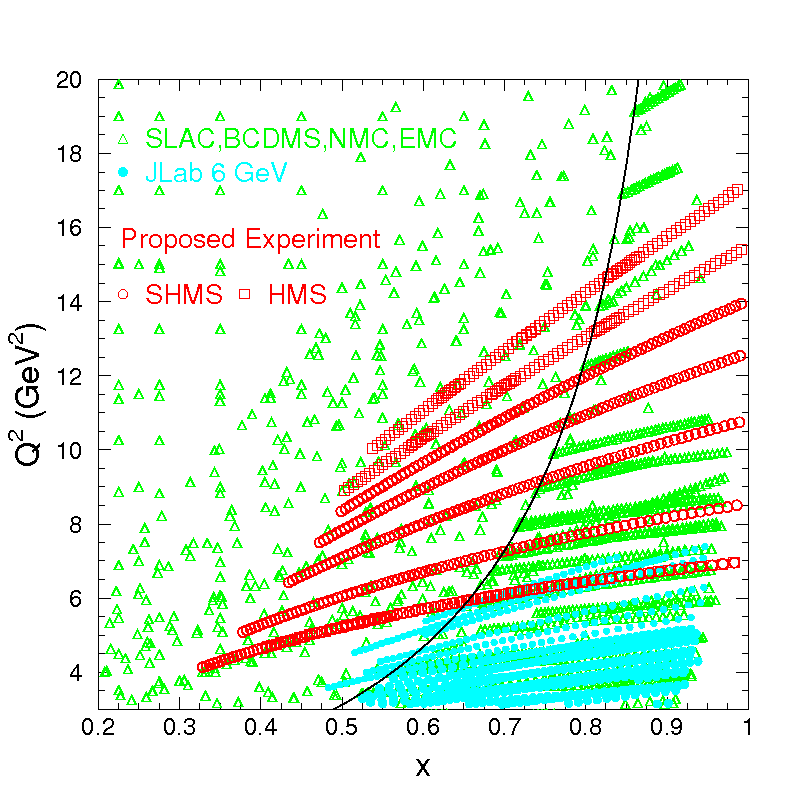 20
18
16
14
12
10
8
6
4
Q² (GeV²)
SLAC,BCDMS,NMC,EMC
JLab 6 GeV
Proposed Experiment
SHMS HMS
0.2 0.3 0.4 0.5 0.6 0.7 0.8 0.9 1
x